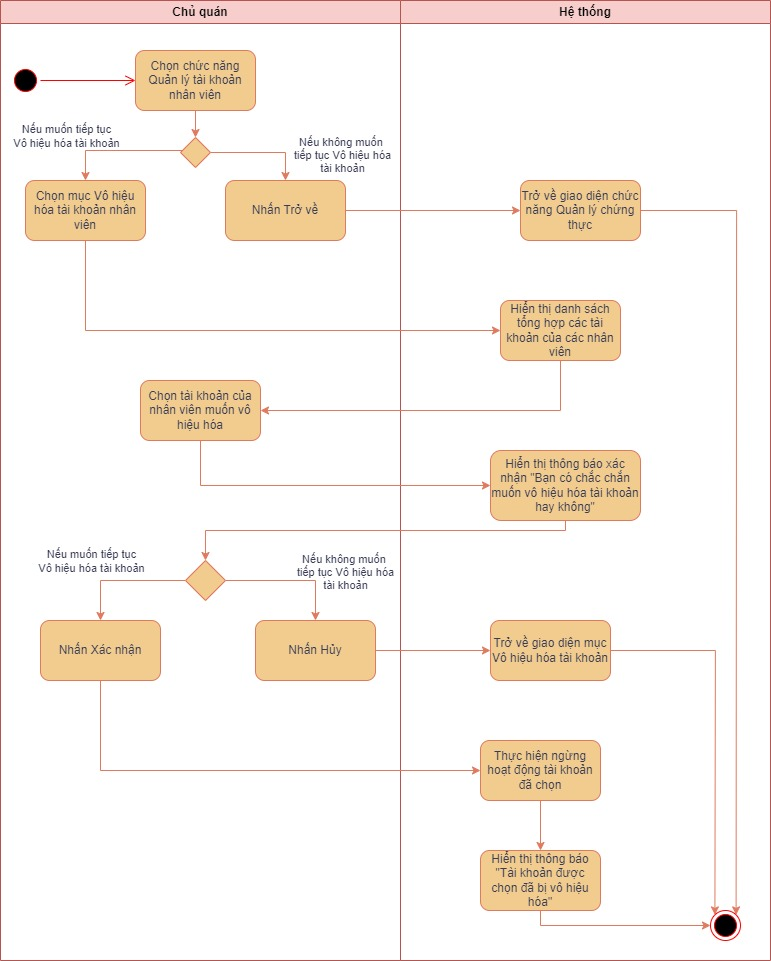 Chủ quán
Hệ thống
Chọn chức năng
Quản lý tài khoản
nhân viên
Nếu muốn tiếp tục
Vô hiệu hóa tài khoản
Nếu không muốn
tiếp tục Vô hiệu hóa
tài khoản
Chọn mục Vô hiệu
hóa tài khoản nhân
viên
Nhấn Trở về
Trở về giao diện chức
năng Quản lý chứng
thực
Hiển thị danh sách
tổng hợp các tài
khoản của các nhân
viên
Chọn tài khoản của
nhân viên muốn vô
hiệu hóa
Hiển thị thông báo xác
nhận "Bạn có chắc chắn
muốn vô hiệu hóa tài khoản
hay không"
Nếu muốn tiếp tục
Vô hiệu hóa tài khoản
Nếu không muốn
tiếp tục Vô hiệu hóa
tài khoản
Nhấn Xác nhận
Nhấn Hủy
Trở về giao diện mục
Vô hiệu hóa tài khoản
Thực hiện ngừng
hoạt động tài khoản
đã chọn
Hiển thị thông báo
"Tài khoản được
chọn đã bị vô hiệu
hóa"